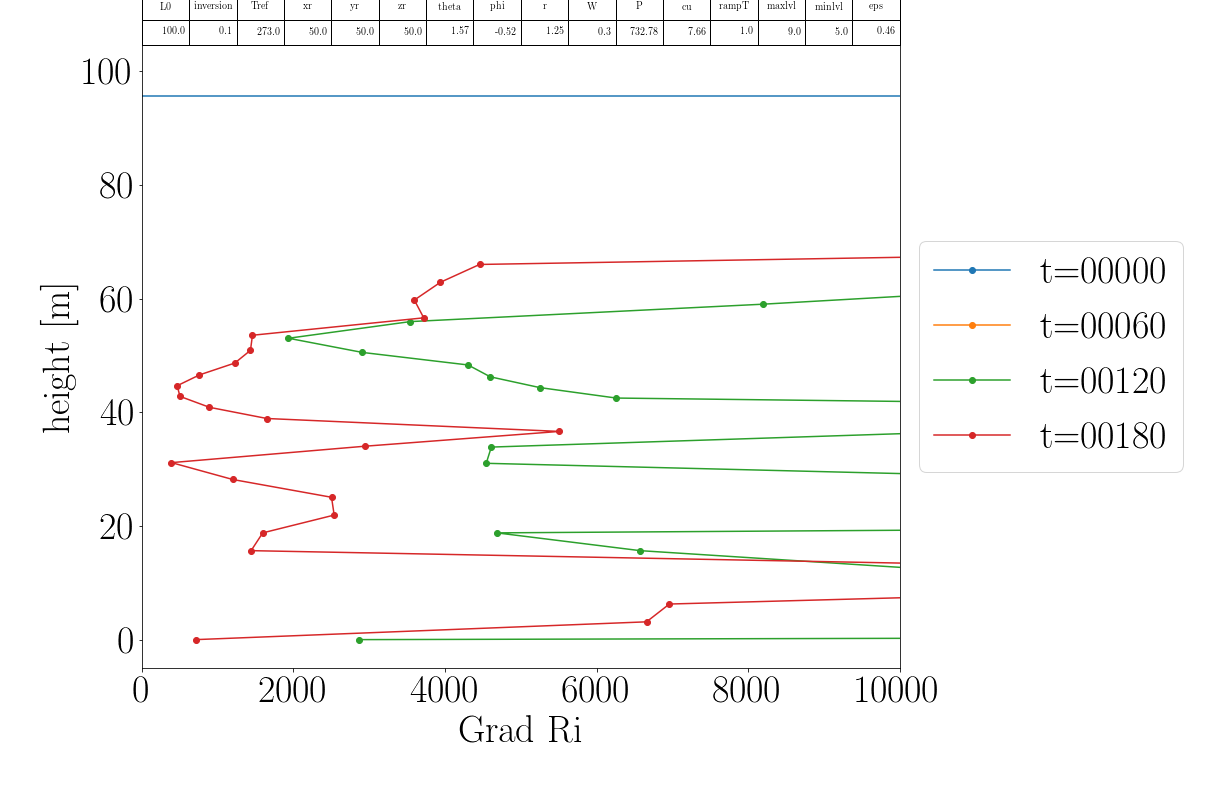 L0 inversion Tref xr yr zr theta phi r W P cu rampT maxlvl minlvl eps
100.0 0.1 273.0 50.0 50.0 50.0 1.57 -0.52 1.25 0.3 732.78 7.66 1.0 9.0 5.0 0.46
100
80
60
40
20
0
height [m]
0 2000 4000 6000 8000 10000
Grad Ri
t=00000
t=00060
t=00120
t=00180